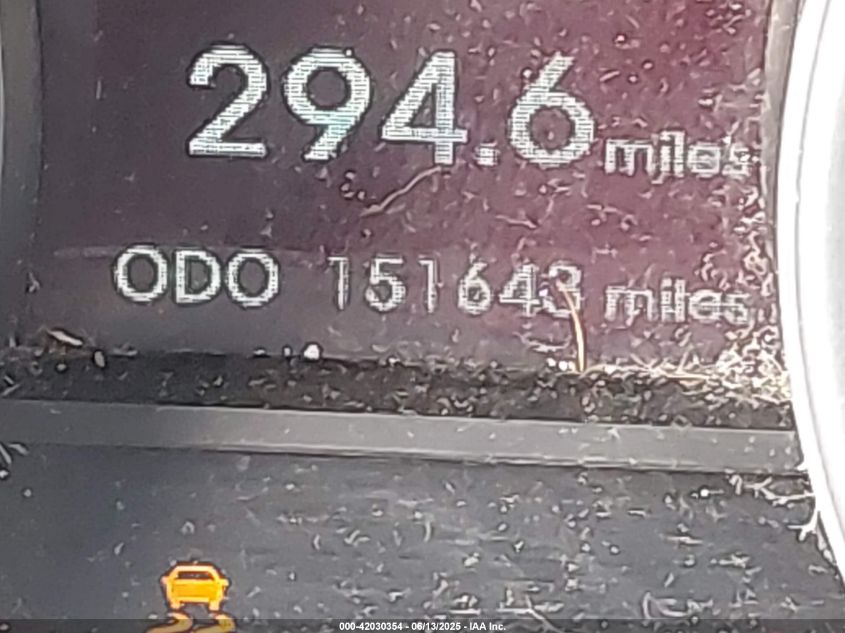 294.6 miles
ODO 151643 miles
000-42030354 - 06/13/2025 - IAA Inc.